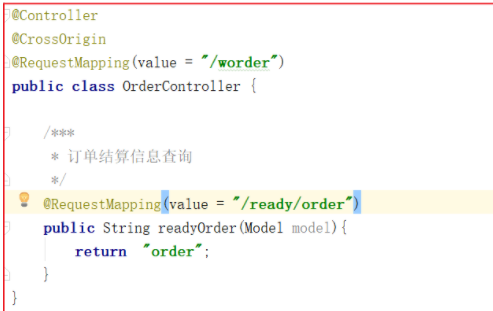 @Controller
@CrossOrigin
@RequestMapping(value = "/worder")
public class OrderController {
/***
* 订单结算信息查询
*/
@RequestMapping(value = "/ready/order")
public String readyOrder(Model model){
return "order";
}
}